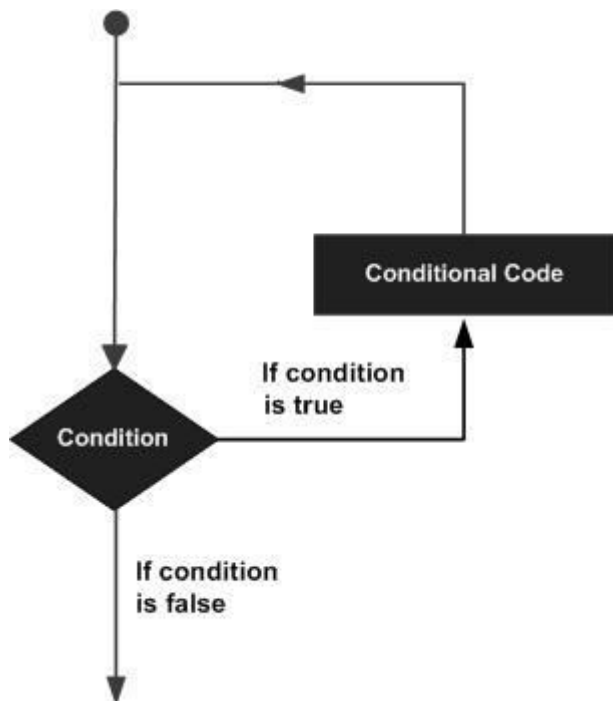 Conditional Code
If condition
is true
Condition
If condition
is false